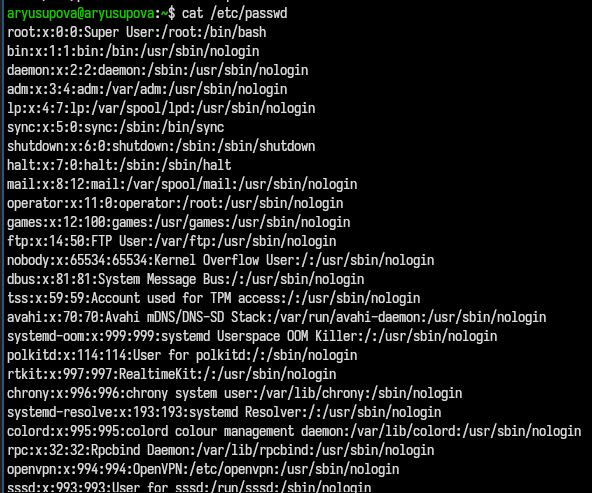 aryusupova@aryusupova:~$ cat /etc/passwd
root:x:0:0:Super User:/root:/bin/bash
bin:x:1:1:bin:/bin:/usr/sbin/nologin
daemon:x:2:2:daemon:/sbin:/usr/sbin/nologin
adm:x:3:4:adm:/var/adm:/usr/sbin/nologin
lp:x:4:7:lp:/var/spool/lpd:/usr/sbin/nologin
sync:x:5:0:sync:/sbin:/bin/sync
shutdown:x:6:0:shutdown:/sbin:/sbin/shutdown
halt:x:7:0:halt:/sbin:/sbin/halt
mail:x:8:12:mail:/var/spool/mail:/usr/sbin/nologin
operator:x:11:0:operator:/root:/usr/sbin/nologin
games:x:12:100:games:/usr/games:/usr/sbin/nologin
ftp:x:14:50:FTP User:/var/ftp:/usr/sbin/nologin
nobody:x:65534:65534:Kernel Overflow User:/:/usr/sbin/nologin
dbus:x:81:81:System Message Bus:/:/usr/sbin/nologin
tss:x:59:59:Account used for TPM access:/:/usr/sbin/nologin
avahi:x:70:70:Avahi mDNS/DNS-SD Stack:/var/run/avahi-daemon:/usr/sbin/nologin
systemd-oom:x:999:999:systemd Userspace OOM Killer:/:/usr/sbin/nologin
polkitd:x:114:114:User for polkitd:/:/sbin/nologin
rtkit:x:997:997:RealtimeKit:/:/usr/sbin/nologin
chrony:x:996:996:chrony system user:/var/lib/chrony:/sbin/nologin
systemd-resolve:x:193:193:systemd Resolver:/:/usr/sbin/nologin
colord:x:995:995:colord colour management daemon:/var/lib/colord:/usr/sbin/nologin
rpc:x:32:32:Rpcbind Daemon:/var/lib/rpcbind:/usr/sbin/nologin
openvpn:x:994:994:OpenVPN:/etc/openvpn:/usr/sbin/nologin
sssd:x:993:993:User for sssd:/run/sssd:/sbin/nologin